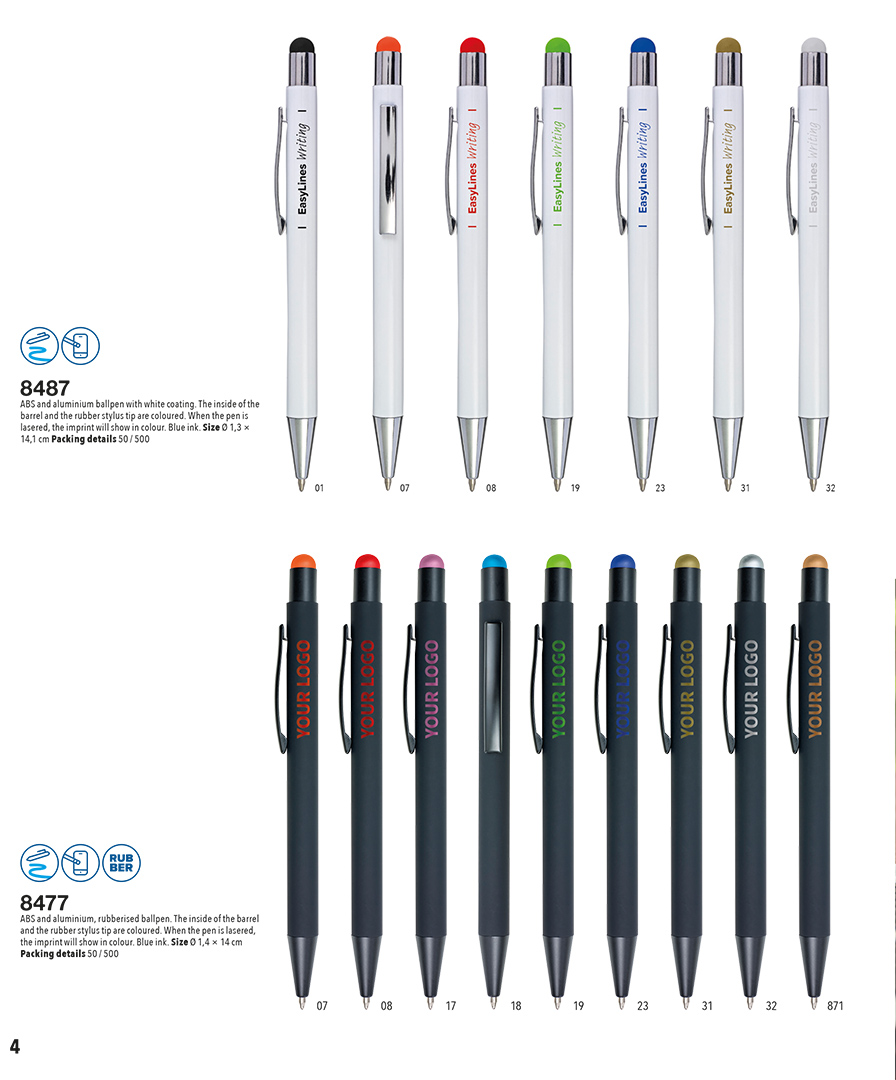 EasyLines Writing
EasyLines Writing
EasyLines Writing
EasyLines Writing
EasyLines Writing
EasyLines Writing
8487
ABS and aluminium ballpen with white coating. The inside of the
barrel and the rubber stylus tip are coloured. When the pen is
lasered, the imprint will show in colour. Blue ink. Size Ø 1,3 ×
14,1 cm Packing details 50 / 500
01
07
08
19
23
31
32
YOUR LOGO
YOUR LOGO
YOUR LOGO
YOUR LOGO
YOUR LOGO
YOUR LOGO
YOUR LOGO
YOUR LOGO
RUB
BER
8477
ABS and aluminium, rubberised ballpen. The inside of the barrel
and the rubber stylus tip are coloured. When the pen is lasered,
the imprint will show in colour. Blue ink. Size Ø 1,4 × 14 cm
Packing details 50 / 500
07
08
17
18
19
23
31
32
871
4